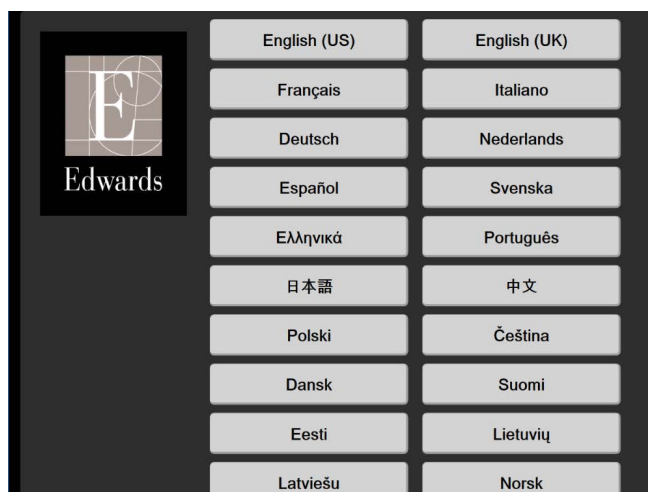 E
Edwards
English (US) English (UK)
Français Italiano
Deutsch Nederlands
Español Svenska
Ελληνικά Português
日本語 中文
Polski Čeština
Dansk Suomi
Eesti Lietuvių
Latviešu Norsk